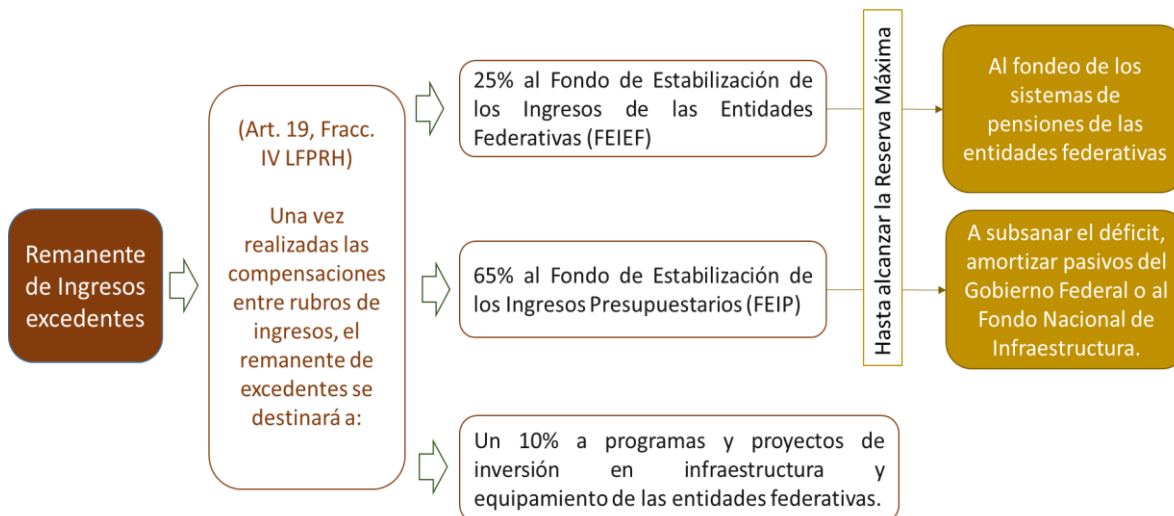 Remanente
de Ingresos
excedentes
(Art. 19, Fracc.
IV LFPRH)
Una vez
realizadas las
compensaciones
entre rubros de
ingresos, el
remanente de
excedentes se
destinará a:
25% al Fondo de Estabilización de
los Ingresos de las Entidades
Federativas (FEIEF)
65% al Fondo de Estabilización de
los Ingresos Presupuestarios (FEIP)
Un 10% a programas y proyectos de
inversión en infraestructura y
equipamiento de las entidades federativas.
Hasta alcanzar la Reserva Máxima
Al fondeo de los
sistemas de
pensiones de las
entidades federativas
A subsanar el déficit,
amortizar pasivos del
Gobierno Federal o al
Fondo Nacional de
Infraestructura.